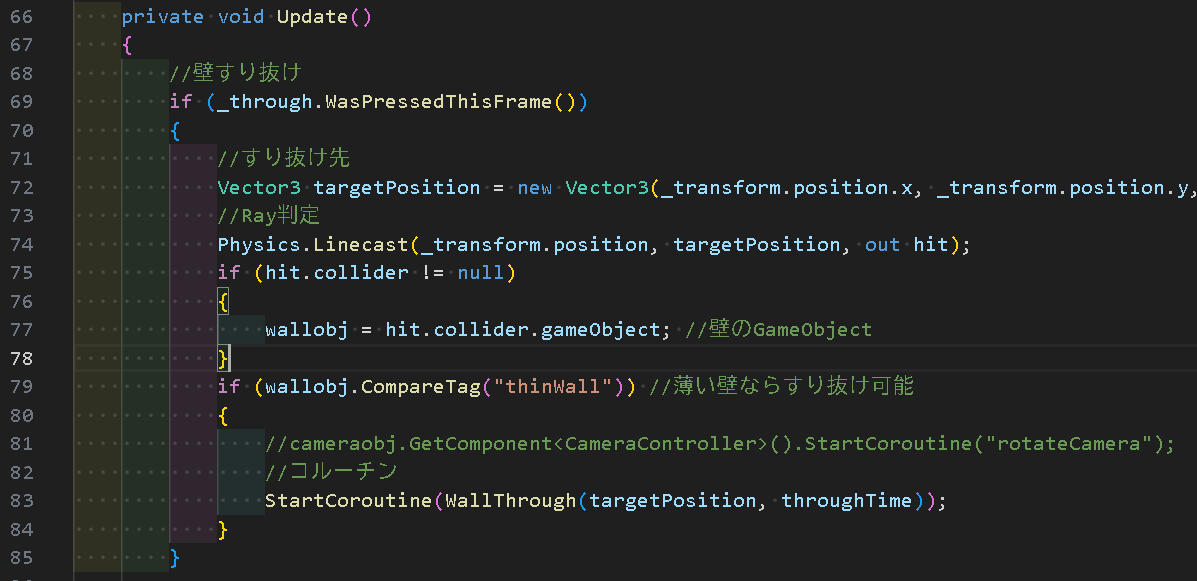 66 private void Update()
67 {
68 //壁すり抜け
69 if (_through.WasPressedThisFrame())
70 {
71 //すり抜け先
72 Vector3 targetPosition = new Vector3(_transform.position.x, _transform.position.y,
73 //Ray判定
74 Physics.Linecast(_transform.position, targetPosition, out hit);
75 if (hit.collider != null)
76 {
77 wallobj = hit.collider.gameObject; //壁のGameObject
78 }
79 if (wallobj.CompareTag("thinWall")) //薄い壁ならすり抜け可能
80 {
81 //cameraobj.GetComponent<CameraController>().StartCoroutine("rotateCamera");
82 //コルーチン
83 StartCoroutine(WallThrough(targetPosition, throughTime));
84 }
85 }